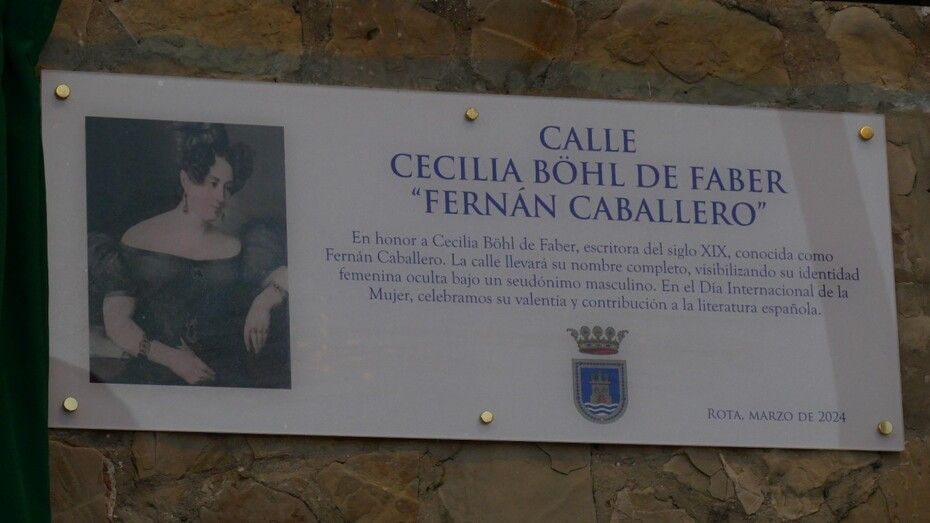 CALLE
CECILIA BÖHL DE FABER
“FERNÁN CABALLERO”
En honor a Cecilia Böhl de Faber, escritora del siglo XIX, conocida como
Fernán Caballero. La calle llevará su nombre completo, visibilizando su identidad
femenina oculta bajo un seudónimo masculino. En el Día Internacional de la
Mujer, celebramos su valentía y contribución a la literatura española.
ROTA, MARZO DE 2024